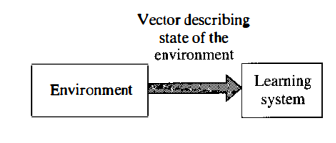 Vector describing
state of the
environment
Environment
Learning
system